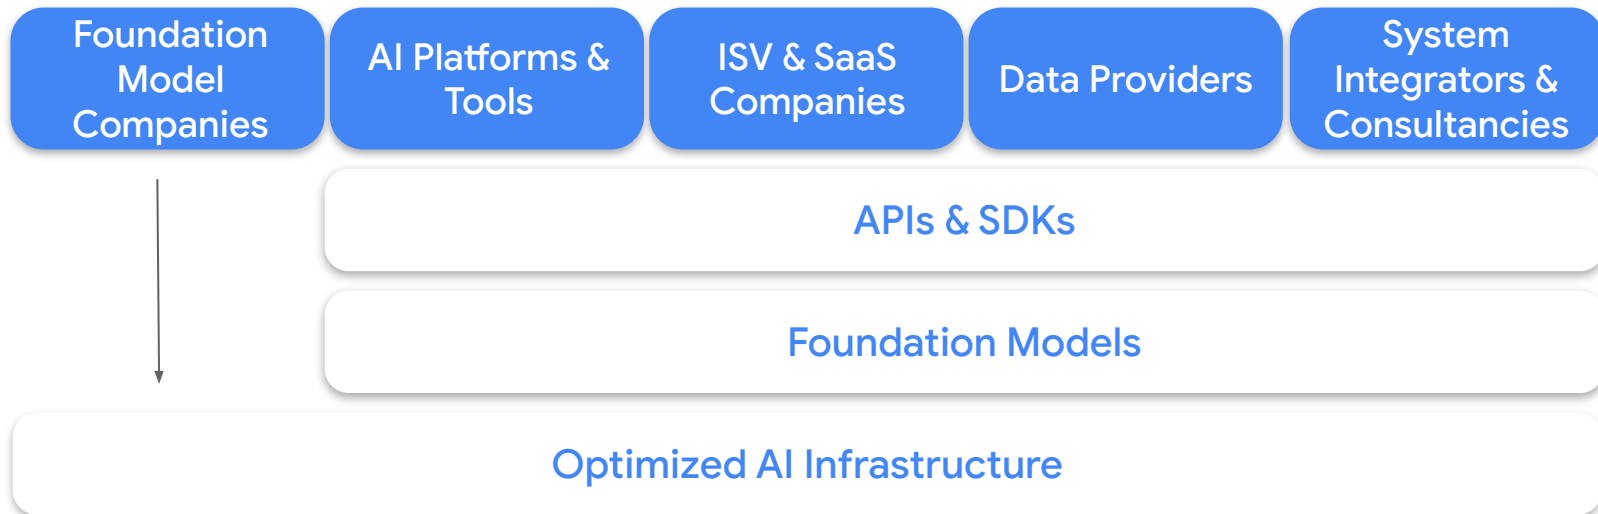 Foundation
Model
Companies
AI Platforms &
Tools
ISV & SaaS
Companies
Data Providers
System
Integrators &
Consultancies
APIs & SDKs
Foundation Models
Optimized AI Infrastructure